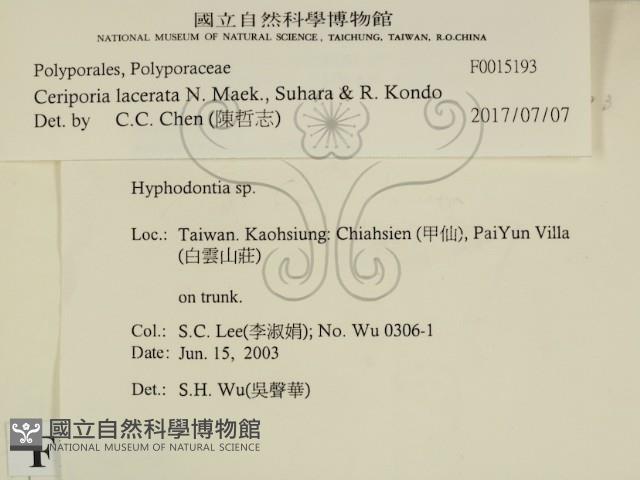 國立自然科學博物館
NATIONAL MUSEUM OF NATURAL SCIENCE, TAICHUNG, TAIWAN, R.O.CHINA
Polyporales, Polyporaceae F0015193
Ceriporia lacerata N. Maek., Suhara & R. Kondo
Det. by C.C. Chen (陳哲志) 2017/07/07
Hyphodontia sp.
Loc.: Taiwan. Kaohsiung: Chiahsien (甲仙), PaiYun Villa
(白雲山莊)
on trunk.
Col.: S.C. Lee(李淑娟); No. Wu 0306-1
Date: Jun. 15, 2003
Det.: S.H. Wu(吳聲華)
國立自然科學博物館
NATIONAL MUSEUM OF NATURAL SCIENCE
F